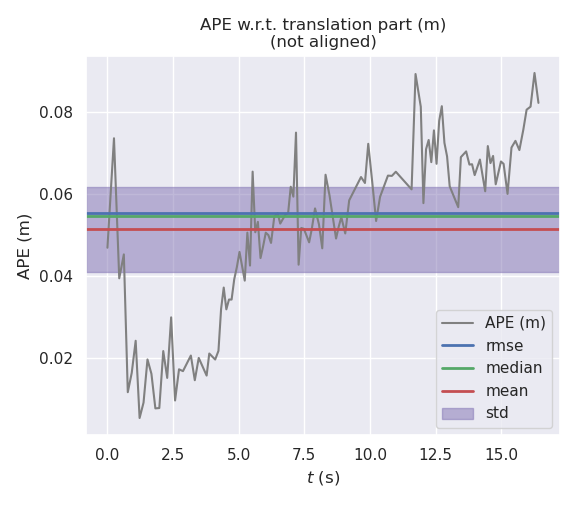 APE w.r.t. translation part (m)
(not aligned)
APE (m)
0.08
0.06
0.04
0.02
0.0 2.5 5.0 7.5 10.0 12.5 15.0
t (s)
APE (m)
rmse
median
mean
std